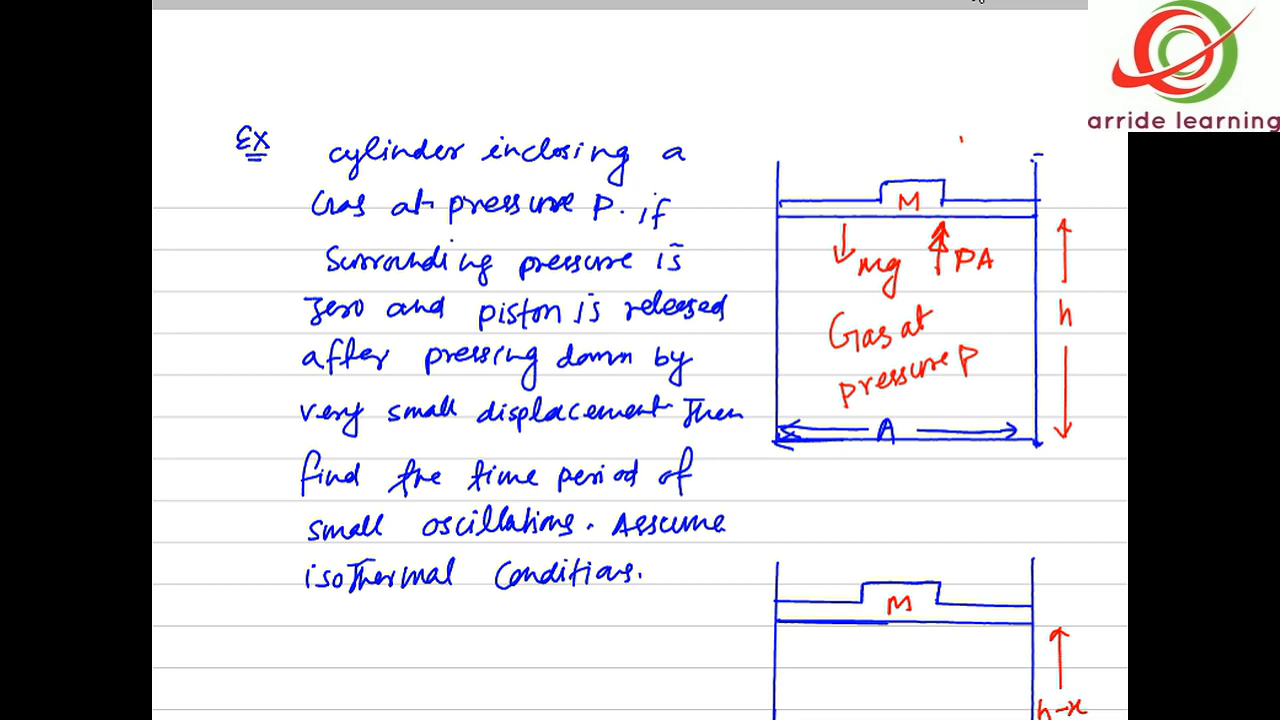 arride learning
Ex cylinder inclosing a
Gas at pressure P. if
surrounding pressure is
zero and piston is released
after pressing down by
very small displacement Then
find the time period of
small oscillations. Assume
isothermal Conditions.
M
mg
PA
h
Gas at
pressure P
A
M
h-x